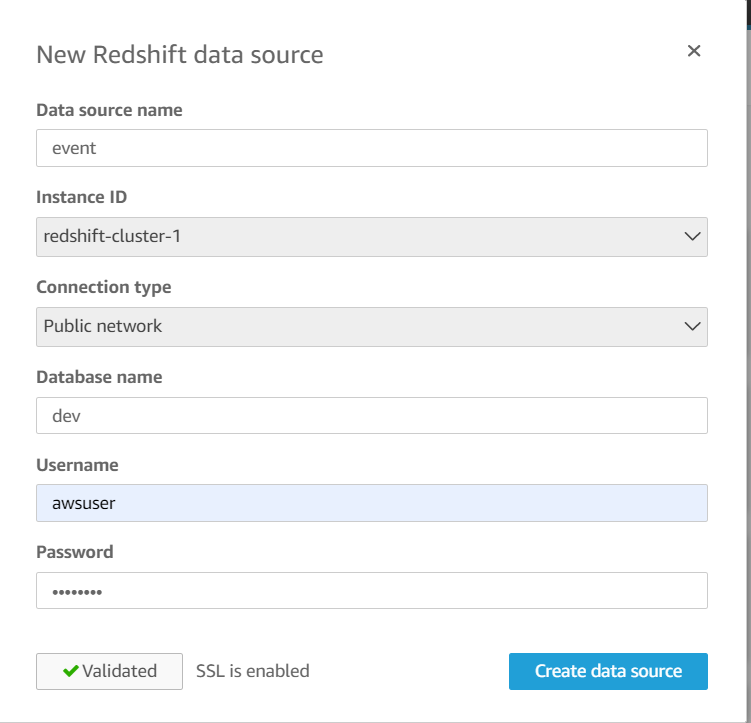 New Redshift data source
Data source name
event
Instance ID
redshift-cluster-1
Connection type
Public network
Database name
dev
Username
awsuser
Password
••••••••
Validated SSL is enabled Create data source